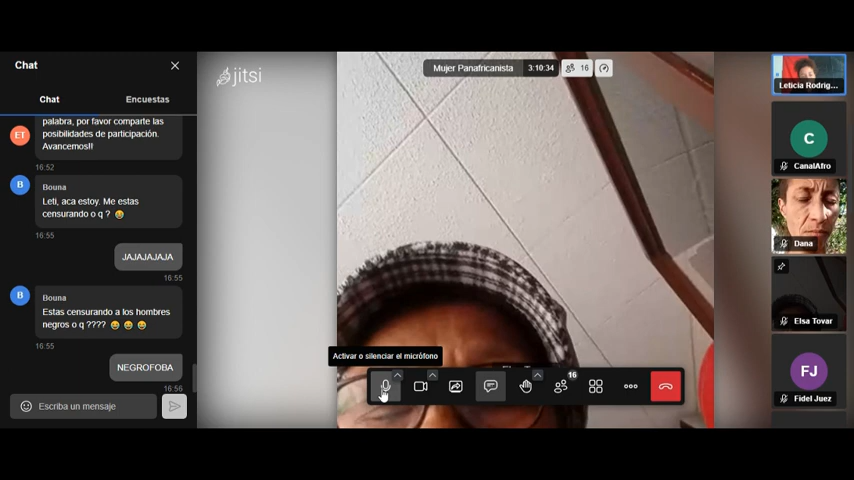 Chat
Chat
Encuestas
palabra, por favor comparte las
posibilidades de participación.
Avancemos!!
ET
16:52
B
Bouna
Leti, aca estoy. Me estas
censurando o q ? 😂
16:55
JAJAJAJAJA
16:55
B
Bouna
Estas censurando a los hombres
negros o q ???? 😂 😂 😂
16:55
NEGROFOBA
16:56
Escriba un mensaje
jitsi
Mujer Panafricanista
3:10:34
16
Activar o silenciar el micrófono
16
Leticia Rodrig...
C
CanalAfro
Dana
Elsa Tovar
FJ
Fidel Juez